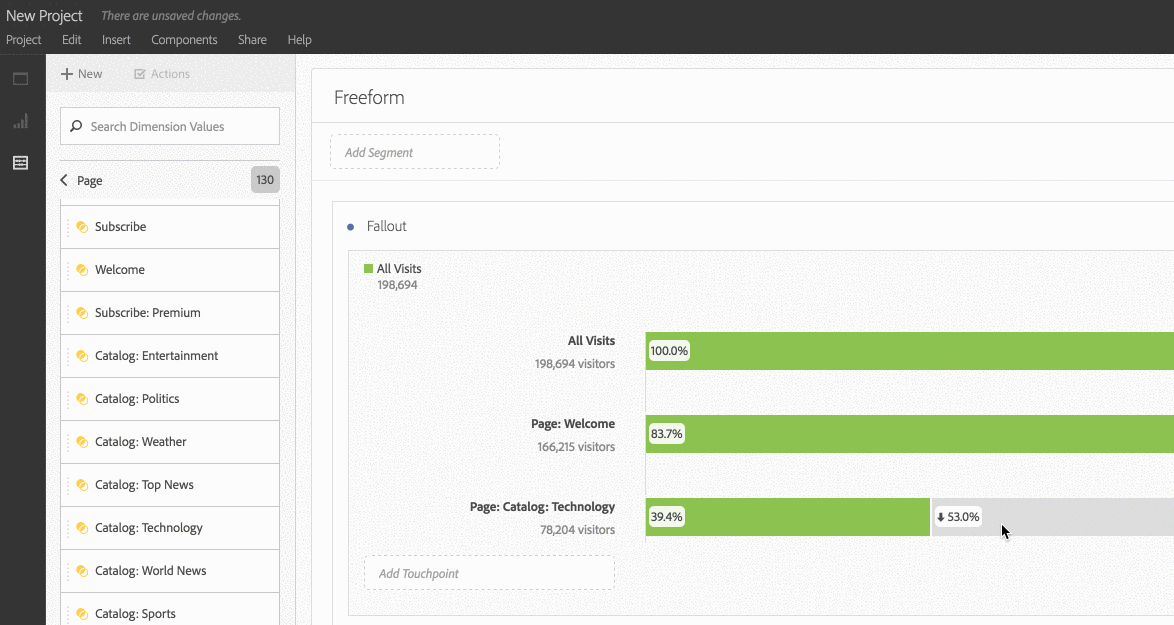 New Project There are unsaved changes.
Project Edit Insert Components Share Help
New Actions
Search Dimension Values
Page 130
Subscribe
Welcome
Subscribe: Premium
Catalog: Entertainment
Catalog: Politics
Catalog: Weather
Catalog: Top News
Catalog: Technology
Catalog: World News
Catalog: Sports
Freeform
Add Segment
Fallout
All Visits
198,694
All Visits
198,694 visitors
100.0%
Page: Welcome
166,215 visitors
83.7%
Page: Catalog: Technology
78,204 visitors
39.4% 53.0%
Add Touchpoint